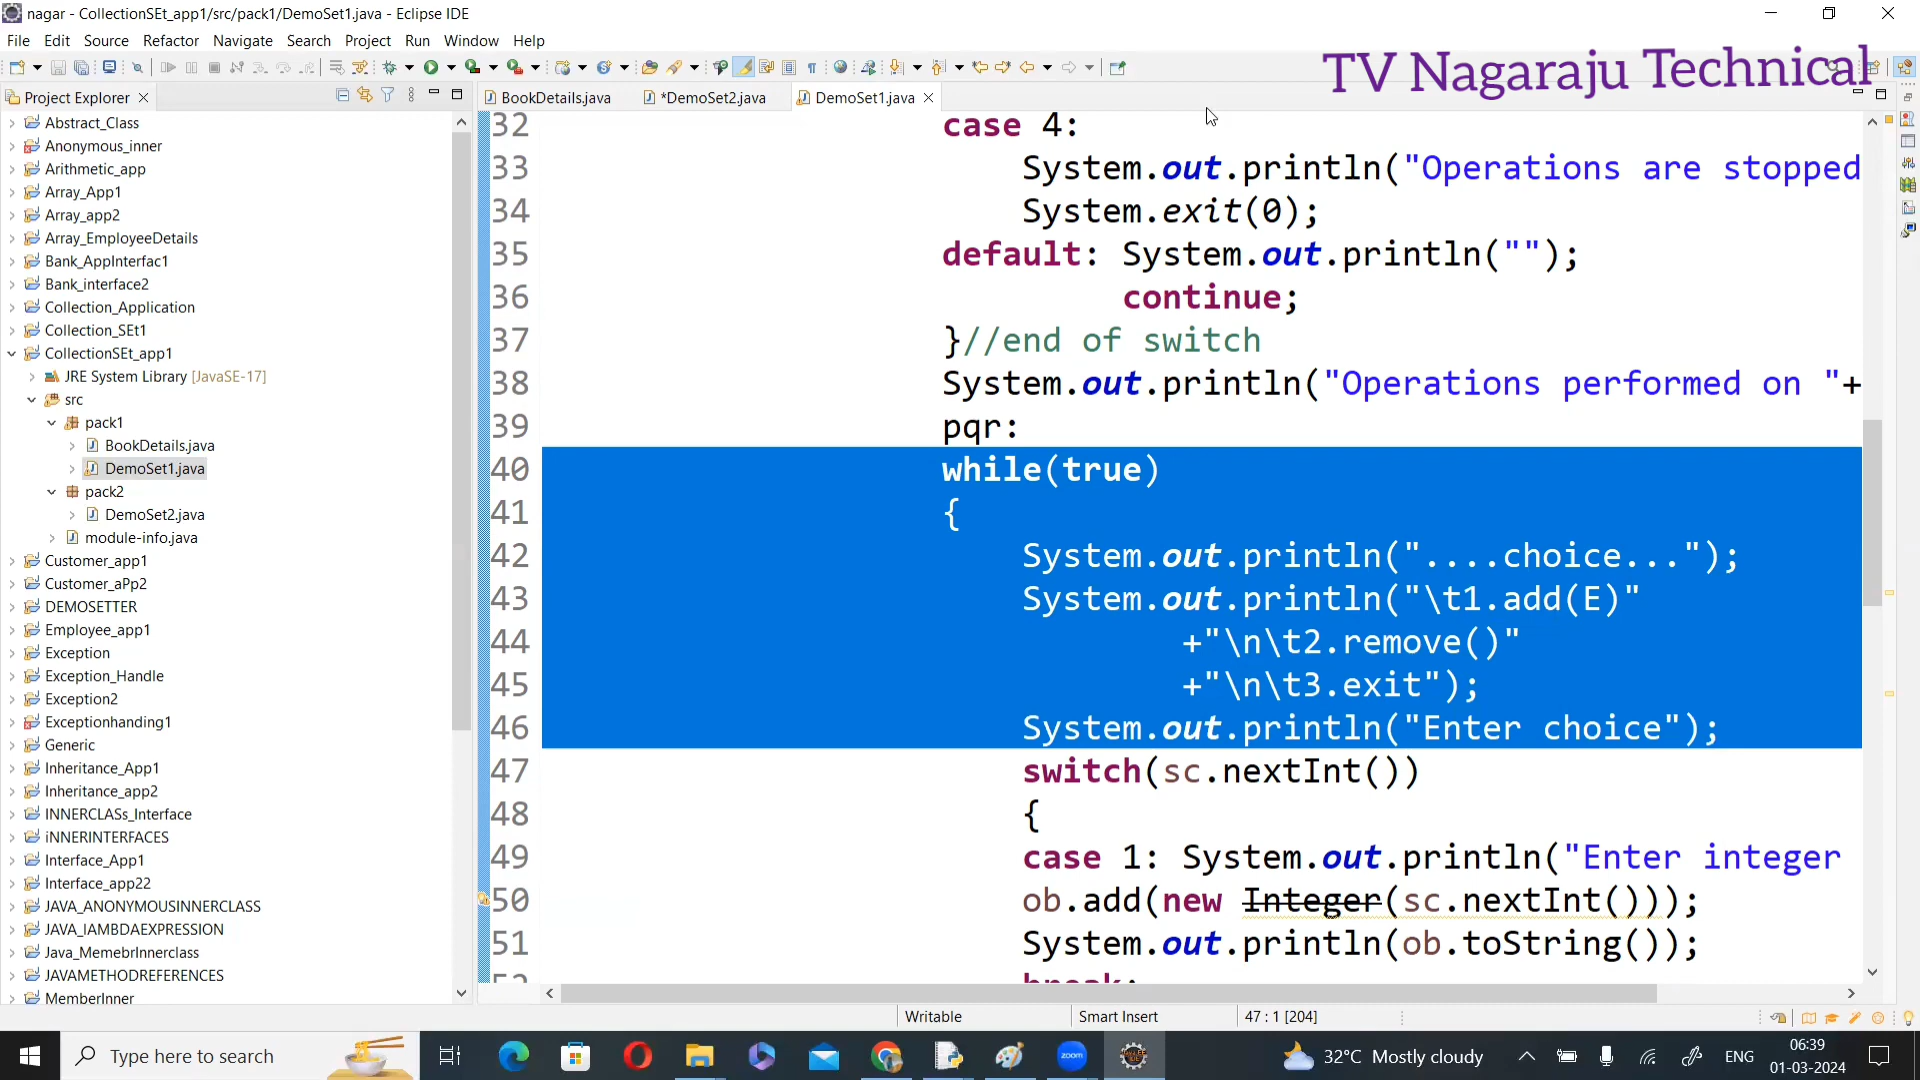 nagar - CollectionSEt_app1/src/pack1/DemoSet1.java - Eclipse IDE
File Edit Source Refactor Navigate Search Project Run Window Help
TV Nagaraju Technical
Project Explorer
BookDetails.java *DemoSet2.java DemoSet1.java
Abstract_Class
Anonymous_inner
Arithmetic_app
Array_App1
Array_app2
Array_EmployeeDetails
Bank_AppInterfac1
Bank_interface2
Collection_Application
Collection_SEt1
CollectionSEt_app1
JRE System Library [JavaSE-17]
src
pack1
BookDetails.java
DemoSet1.java
pack2
DemoSet2.java
module-info.java
Customer_app1
Customer_aPp2
DEMOSETTER
Employee_app1
Exception
Exception_Handle
Exception2
Exceptionhanding1
Generic
Inheritance_App1
Inheritance_app2
INNERCLASs_Interface
iNNERINTERFACES
Interface_App1
Interface_app22
JAVA_ANONYMOUSINNERCLASS
JAVA_lAMBDAEXPRESSION
Java_MemebrInnerclass
JAVAMETHODREFERENCES
MemberInner
32 case 4:
33 System.out.println("Operations are stopped
34 System.exit(0);
35 default: System.out.println("");
36 continue;
37 }//end of switch
38 System.out.println("Operations performed on "+
39 pqr:
40 while(true)
41 {
42 System.out.println("....choice...");
43 System.out.println("\t1.add(E)"
44 +"\n\t2.remove()"
45 +"\n\t3.exit");
46 System.out.println("Enter choice");
47 switch(sc.nextInt())
48 {
49 case 1: System.out.println("Enter integer
50 ob.add(new Integer(sc.nextInt()));
51 System.out.println(ob.toString());
52 break;
Writable Smart Insert 47 : 1 [204]
Type here to search
zoom
32°C Mostly cloudy
ENG
06:39
01-03-2024